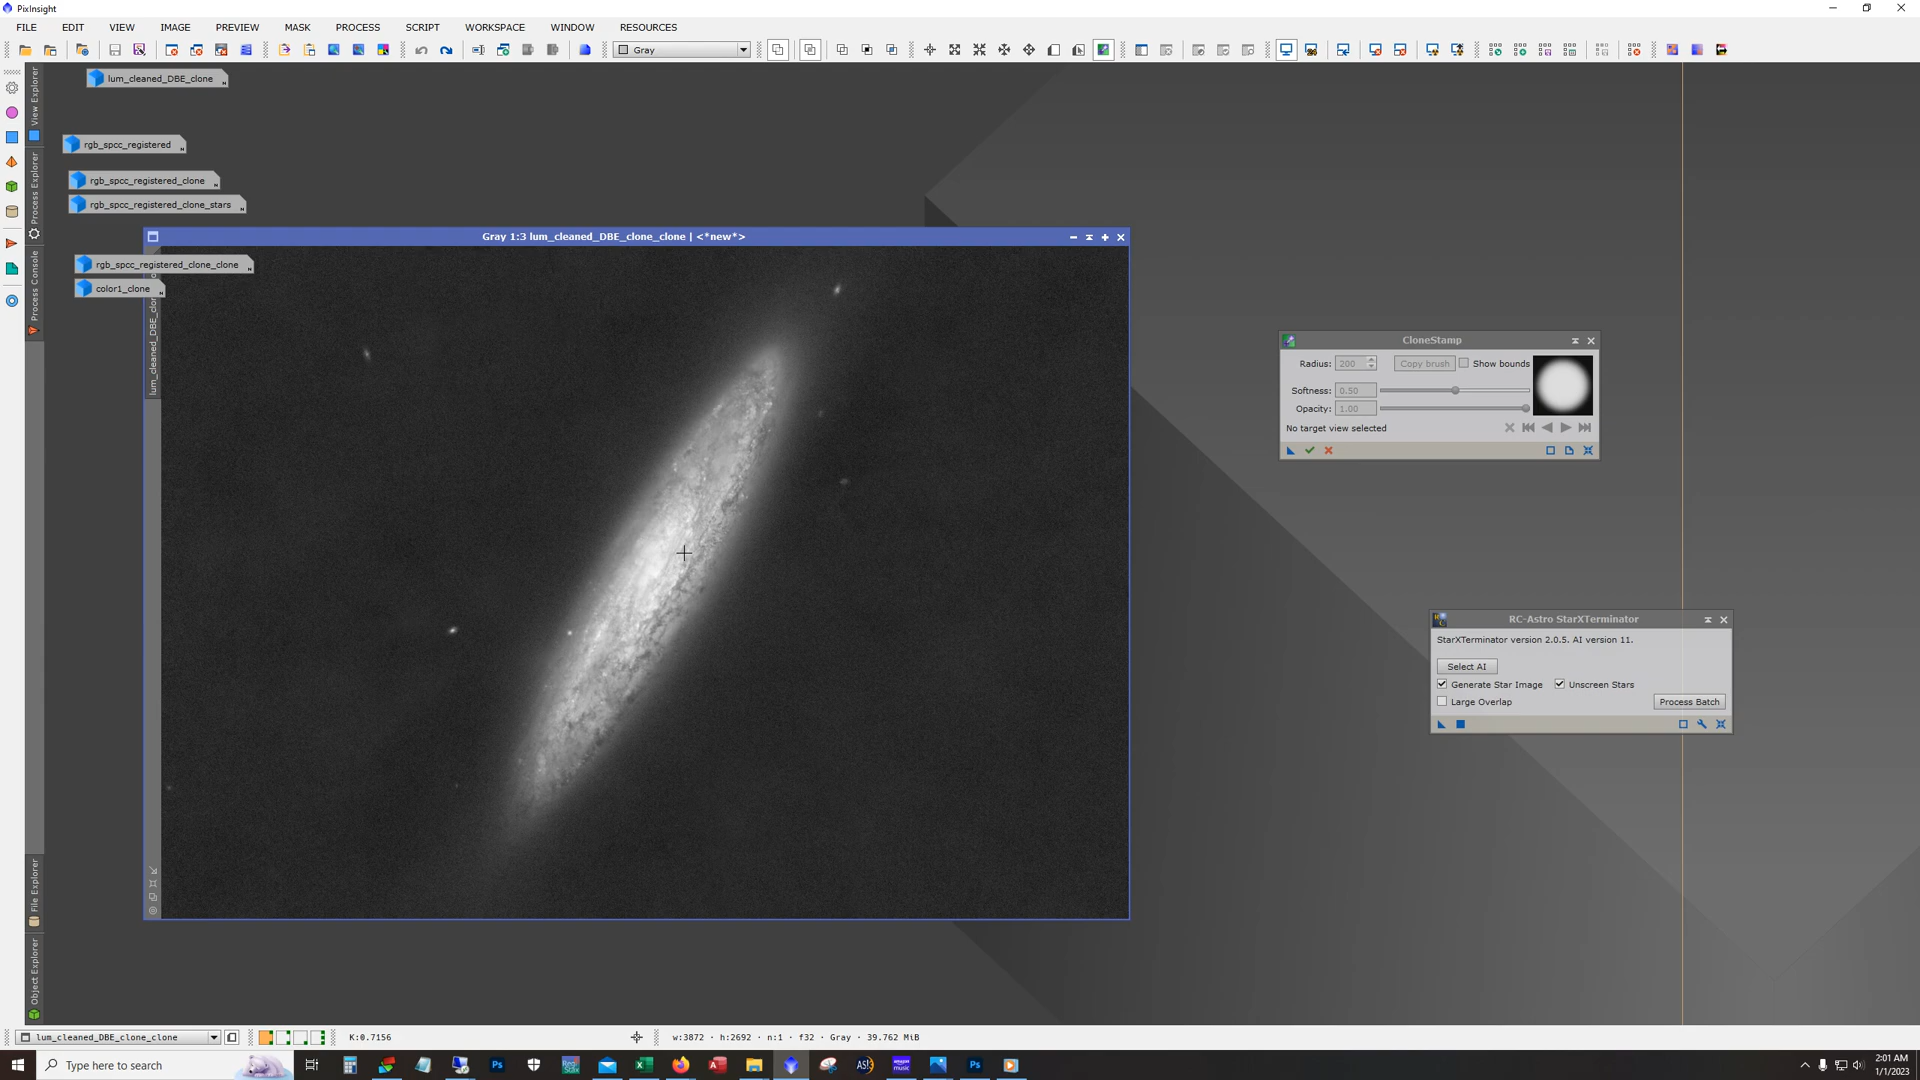 PixInsight
FILE EDIT VIEW IMAGE PREVIEW MASK PROCESS SCRIPT WORKSPACE WINDOW RESOURCES
Gray
lum_cleaned_DBE_clone
rgb_spcc_registered
rgb_spcc_registered_clone
rgb_spcc_registered_clone_stars
Gray 1:3 lum_cleaned_DBE_clone_clone | <*new*>
rgb_spcc_registered_clone_clone
color1_clone
lum_cleaned_DBE_clo
View Explorer
Process Explorer
Process Console
File Explorer
Object Explorer
CloneStamp
Radius: 200 Copy brush Show bounds
Softness: 0.50
Opacity: 1.00
No target view selected
RC-Astro StarXTerminator
StarXTerminator version 2.0.5. AI version 11.
Select AI
Generate Star Image Unscreen Stars
Large Overlap Process Batch
lum_cleaned_DBE_clone_clone K:0.7156 w:3872 · h:2692 · n:1 · f32 · Gray · 39.762 MiB
Type here to search
2:01 AM
1/1/2023